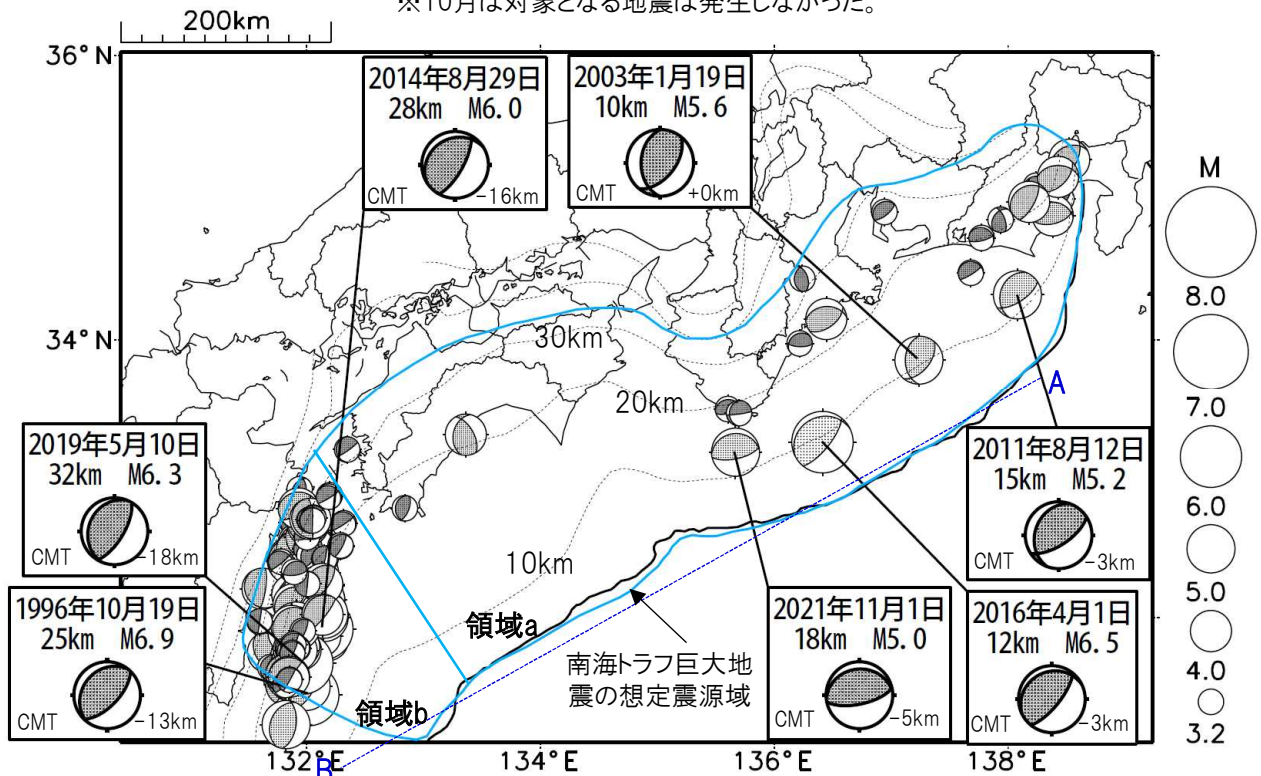 ※10月は対象となる地震は発生しなかった。
200km
36°N
2014年8月29日
28km M6.0
CMT
-16km
2003年1月19日
10km M5.6
CMT
+0km
M
8.0
7.0
6.0
5.0
4.0
3.2
34°N
30km
20km
10km
A
2019年5月10日
32km M6.3
CMT
-18km
2011年8月12日
15km M5.2
CMT
-3km
1996年10月19日
25km M6.9
CMT
-13km
領域a
領域b
南海トラフ巨大地
震の想定震源域
2021年11月1日
18km M5.0
CMT
-5km
2016年4月1日
12km M6.5
CMT
-3km
132°E
B
134°E
136°E
138°E